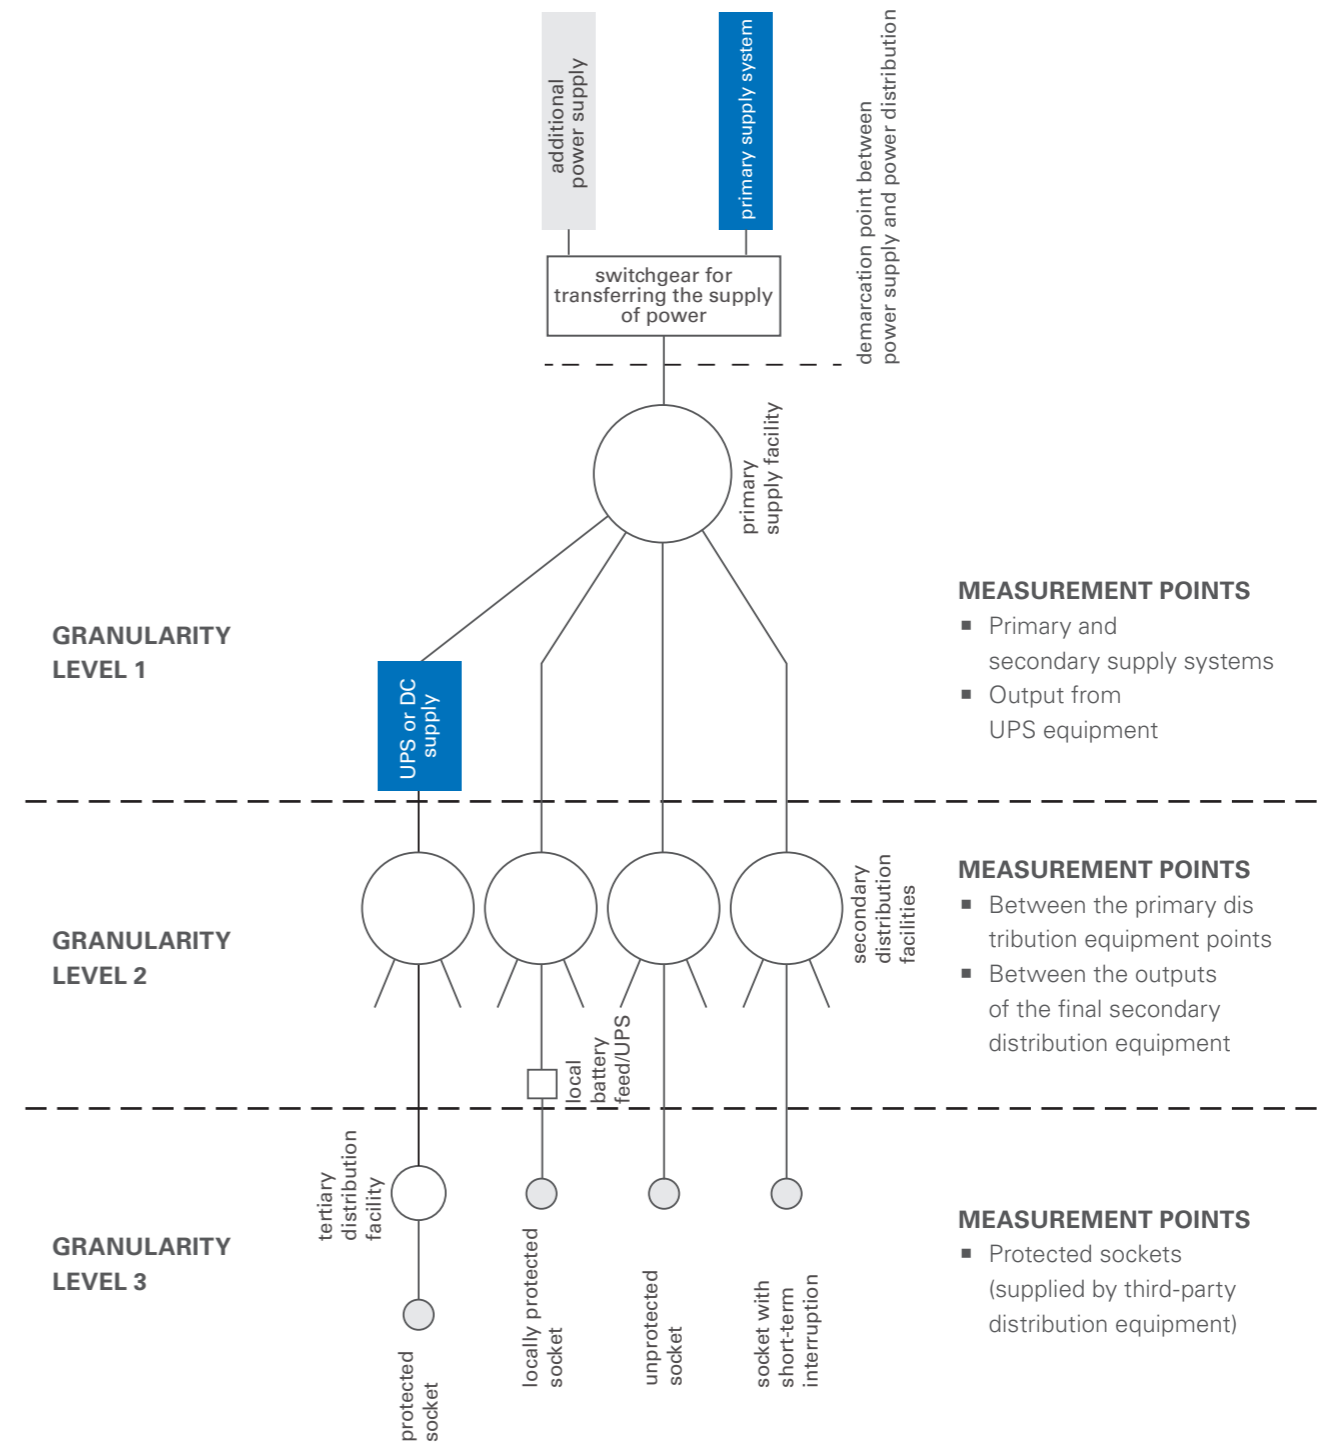 additional
power supply
primary supply system
demarcation point between
power supply and power distribution
switchgear for
transferring the supply
of power
primary
supply facility
GRANULARITY
LEVEL 1
UPS or DC
supply
MEASUREMENT POINTS
■ Primary and
secondary supply systems
■ Output from
UPS equipment
GRANULARITY
LEVEL 2
secondary
distribution
facilities
local
battery
feed/UPS
MEASUREMENT POINTS
■ Between the primary dis
tribution equipment points
■ Between the outputs
of the final secondary
distribution equipment
GRANULARITY
LEVEL 3
tertiary
distribution
facility
protected
socket
locally protected
socket
unprotected
socket
socket with
short-term
interruption
MEASUREMENT POINTS
■ Protected sockets
(supplied by third-party
distribution equipment)